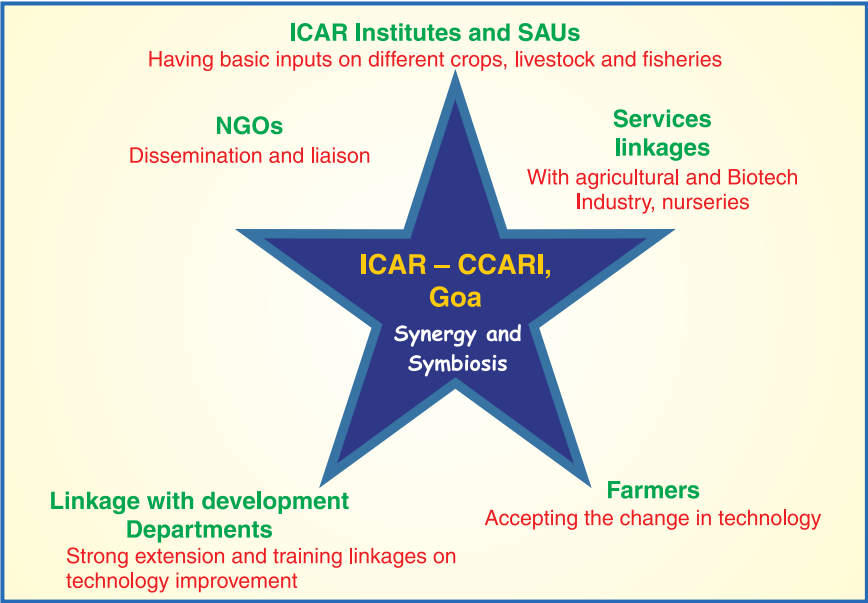 ICAR Institutes and SAUs
Having basic inputs on different crops, livestock and fisheries
NGOs
Dissemination and liaison
Services
linkages
With agricultural and Biotech
Industry, nurseries
ICAR – CCARI,
Goa
Synergy and
Symbiosis
Linkage with development
Departments
Strong extension and training linkages on
technology improvement
Farmers
Accepting the change in technology